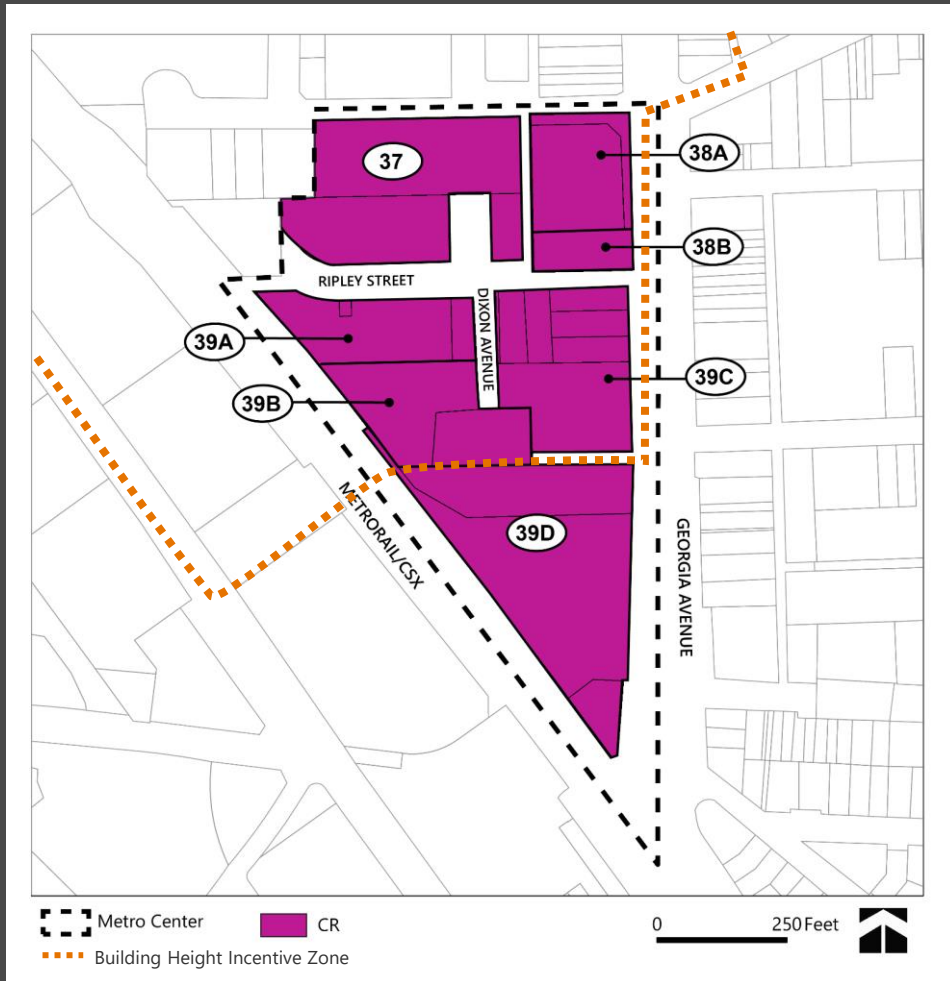 37
38A
38B
RIPLEY STREET
DIXON AVENUE
39A
39B
39C
39D
METRORAIL/CSX
GEORGIA AVENUE
Metro Center
CR
0 250 Feet
Building Height Incentive Zone